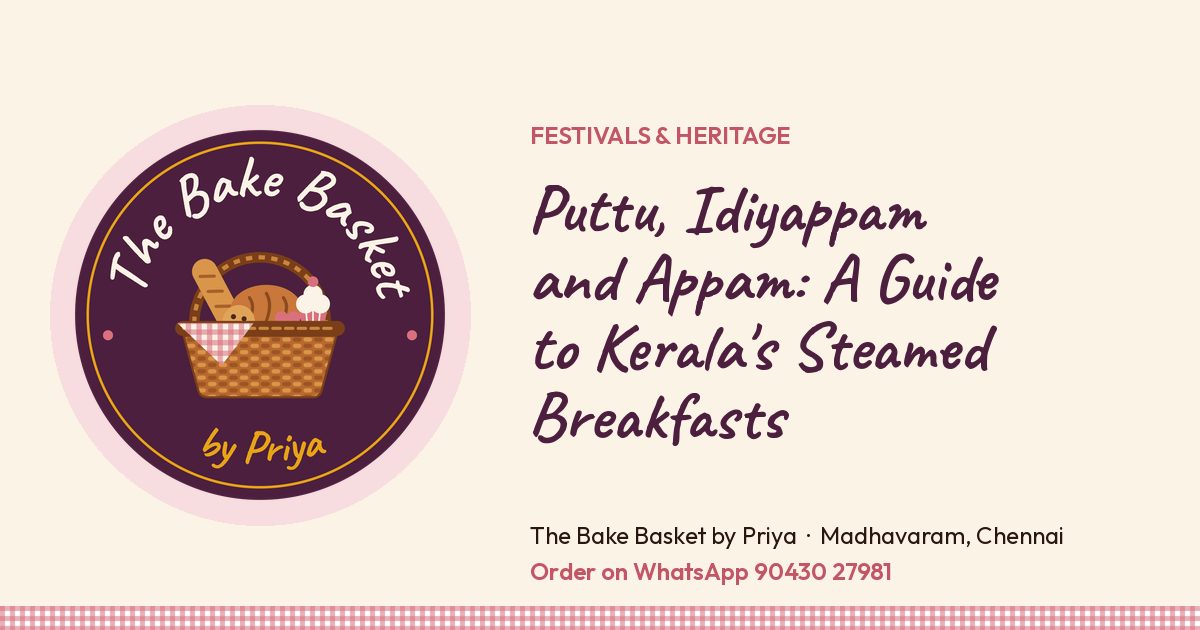 The Bake Basket
by Priya
FESTIVALS & HERITAGE
Puttu, Idiyappam
and Appam: A Guide
to Kerala's Steamed
Breakfasts
The Bake Basket by Priya · Madhavaram, Chennai
Order on WhatsApp 90430 27981